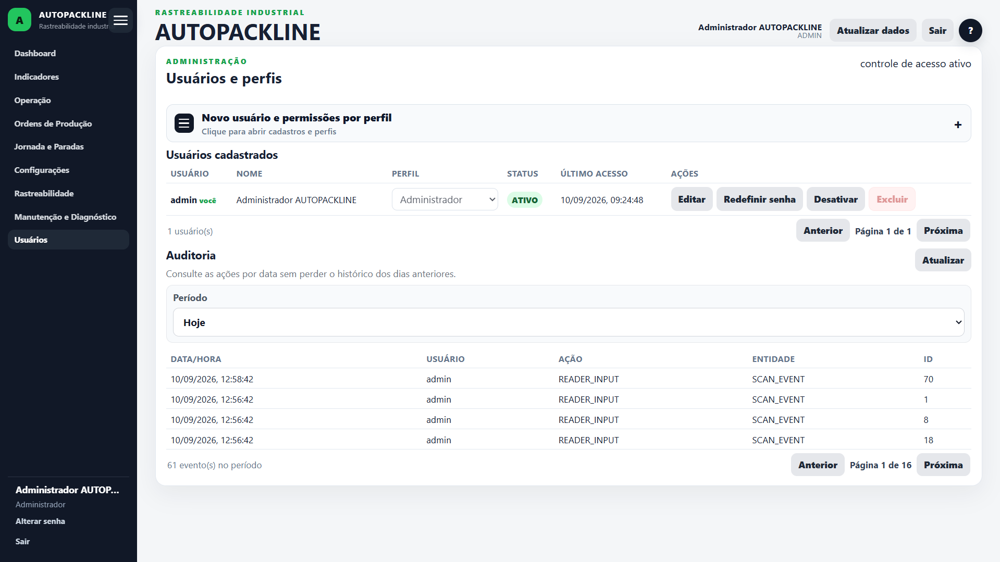 A
AUTOPACKLINE
Rastreabilidade industr
Dashboard
Indicadores
Operação
Ordens de Produção
Jornada e Paradas
Configurações
Rastreabilidade
Manutenção e Diagnóstico
Usuários
Administrador AUTOP...
Administrador
Alterar senha
Sair
RASTREABILIDADE INDUSTRIAL
AUTOPACKLINE
Administrador AUTOPACKLINE
ADMIN
Atualizar dados
Sair
?
ADMINISTRAÇÃO
Usuários e perfis
controle de acesso ativo
Novo usuário e permissões por perfil
Clique para abrir cadastros e perfis
+
Usuários cadastrados
USUÁRIO NOME PERFIL STATUS ÚLTIMO ACESSO AÇÕES
admin você Administrador AUTOPACKLINE Administrador ATIVO 10/09/2026, 09:24:48 Editar Redefinir senha Desativar Excluir
1 usuário(s) Anterior Página 1 de 1 Próxima
Auditoria
Atualizar
Consulte as ações por data sem perder o histórico dos dias anteriores.
Período
Hoje
DATA/HORA USUÁRIO AÇÃO ENTIDADE ID
10/09/2026, 12:58:42 admin READER_INPUT SCAN_EVENT 70
10/09/2026, 12:56:42 admin READER_INPUT SCAN_EVENT 1
10/09/2026, 12:56:42 admin READER_INPUT SCAN_EVENT 8
10/09/2026, 12:56:42 admin READER_INPUT SCAN_EVENT 18
61 evento(s) no período Anterior Página 1 de 16 Próxima